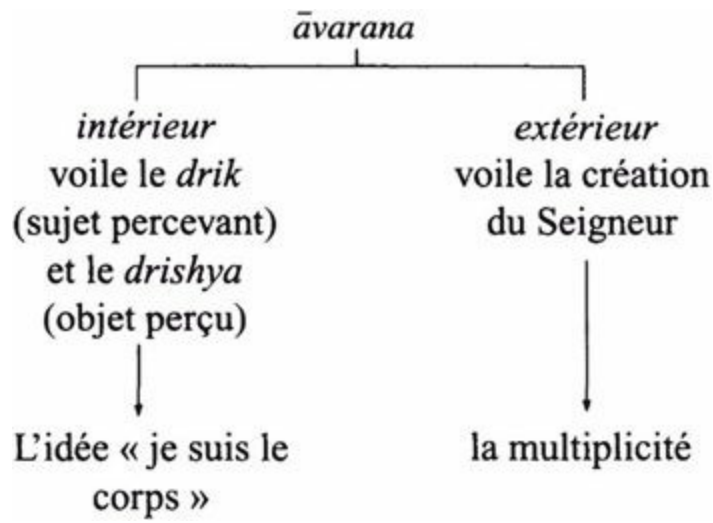 āvarana
intérieur
voile le drik
(sujet percevant)
et le drishya
(objet perçu)
L'idée « je suis le
corps »
extérieur
voile la création
du Seigneur
la multiplicité